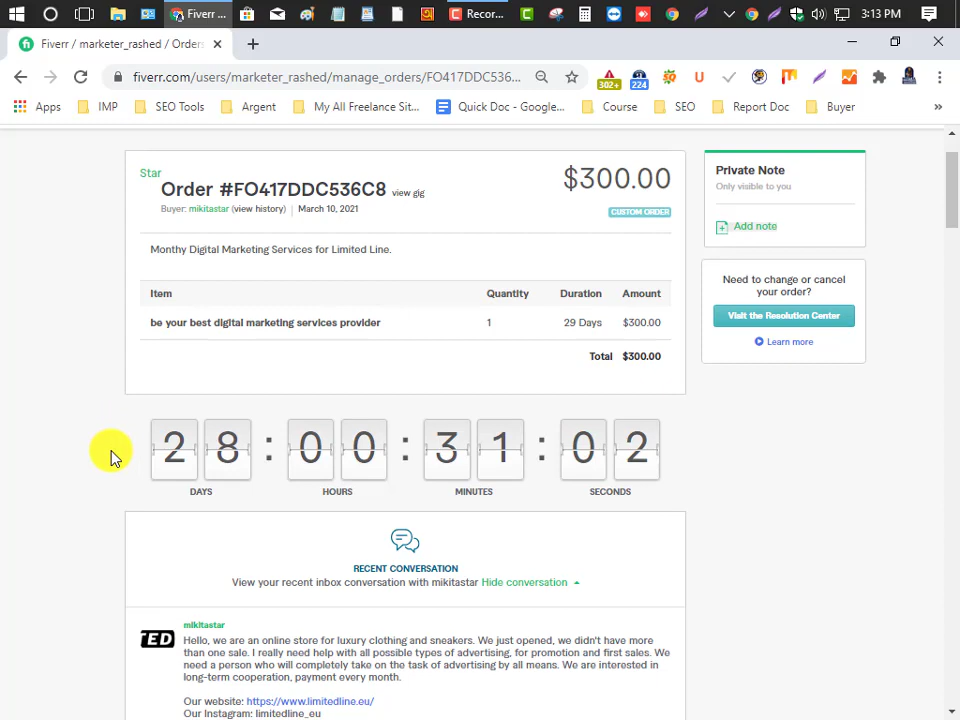 Fiverr ...
Recor...
3:13 PM
Fiverr / marketer_rashed / Orders
fiverr.com/users/marketer_rashed/manage_orders/FO417DDC536...
302+
224
Apps
IMP
SEO Tools
Argent
My All Freelance Sit...
Quick Doc - Google...
Course
SEO
Report Doc
Buyer
»
Star
Order #FO417DDC536C8 view gig
$300.00
Buyer: mikitastar (view history) | March 10, 2021
CUSTOM ORDER
Monthy Digital Marketing Services for Limited Line.
Item Quantity Duration Amount
be your best digital marketing services provider 1 29 Days $300.00
Total $300.00
Private Note
Only visible to you
Add note
Need to change or cancel
your order?
Visit the Resolution Center
Learn more
28 : 00 : 31 : 02
DAYS HOURS MINUTES SECONDS
RECENT CONVERSATION
View your recent inbox conversation with mikitastar Hide conversation
TED
mikitastar
Hello, we are an online store for luxury clothing and sneakers. We just opened, we didn't have more
than one sale. I really need help with all possible types of advertising, for promotion and first sales. We
need a person who will completely take on the task of advertising by all means. We are interested in
long-term cooperation, payment every month.
Our website: https://www.limitedline.eu/
Our Instagram: limitedline_eu